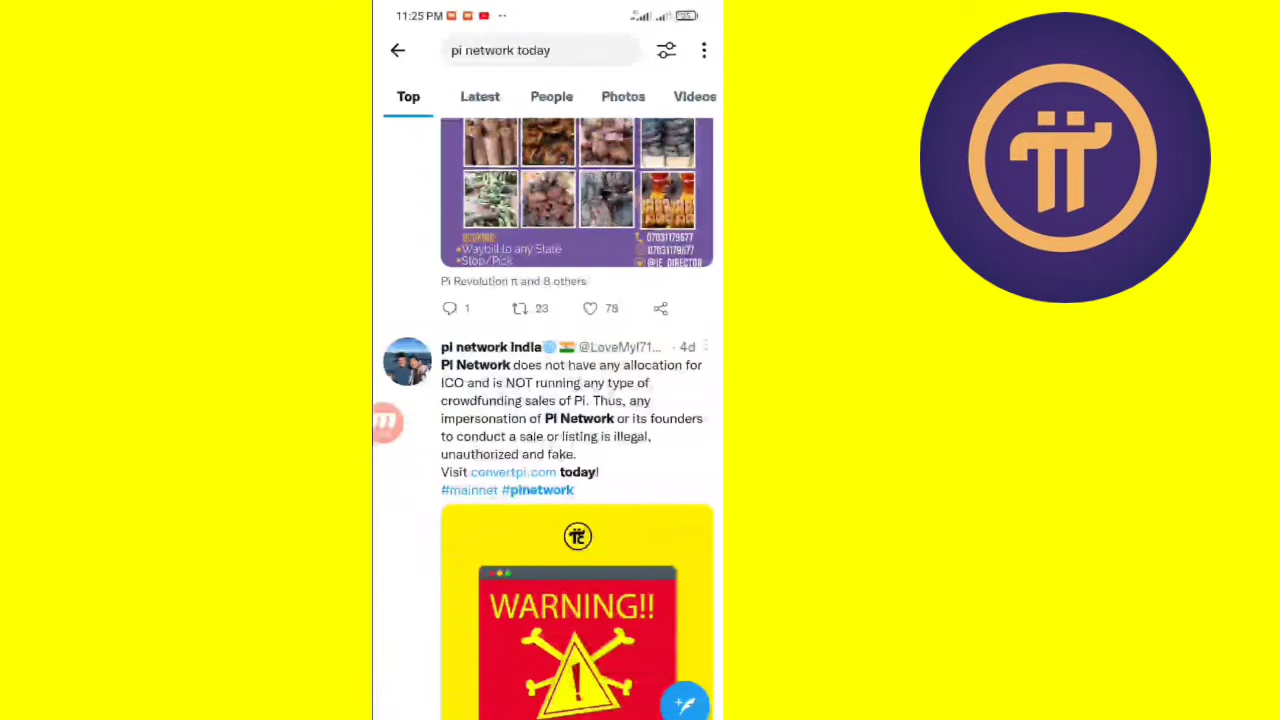 11:25 PM
pi network today
Top Latest People Photos Videos
•Waybill to any State
•Stop/Pick
07031179677
07031179677
@LE_DIRECTOR
Pi Revolution π and 8 others
1 23 78
pi network India @LoveMyI71... · 4d
Pi Network does not have any allocation for
ICO and is NOT running any type of
crowdfunding sales of Pi. Thus, any
impersonation of Pi Network or its founders
to conduct a sale or listing is illegal,
unauthorized and fake.
Visit convertpi.com today!
#mainnet #pinetwork
WARNING!!